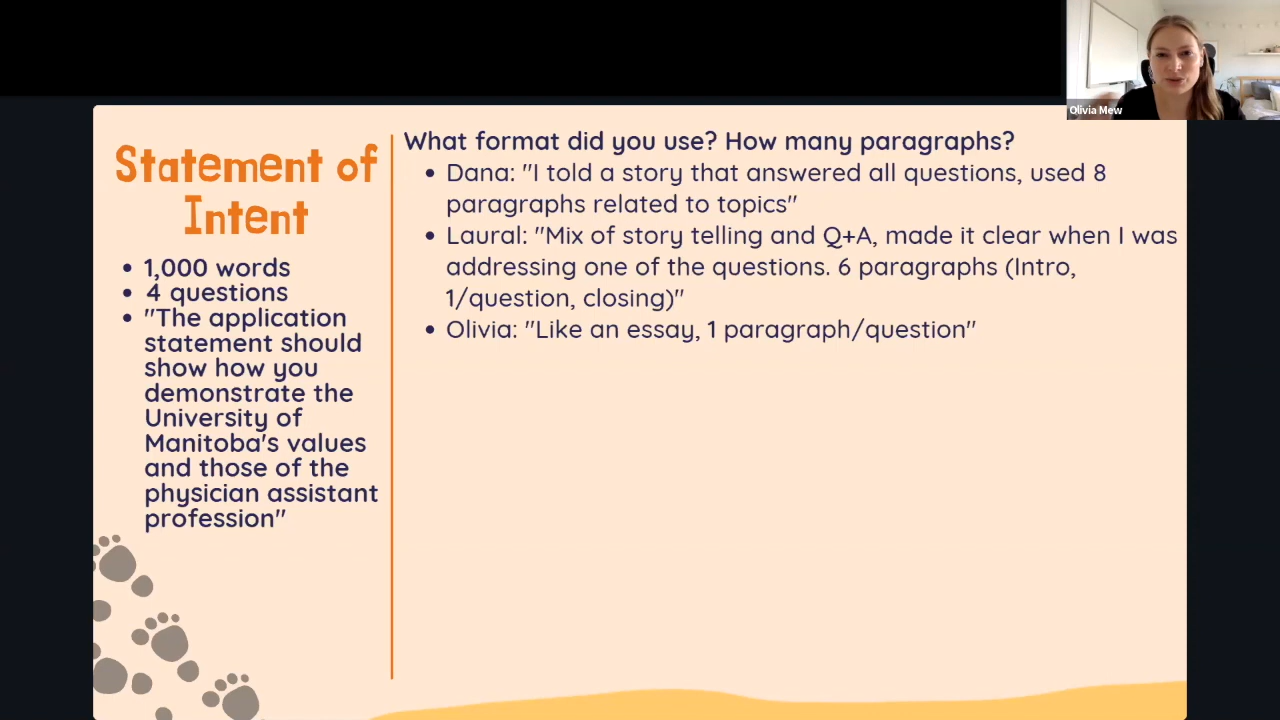 Olivia Mew
Statement of
Intent
• 1,000 words
• 4 questions
• "The application
statement should
show how you
demonstrate the
University of
Manitoba's values
and those of the
physician assistant
profession"
What format did you use? How many paragraphs?
• Dana: "I told a story that answered all questions, used 8
paragraphs related to topics"
• Laural: "Mix of story telling and Q+A, made it clear when I was
addressing one of the questions. 6 paragraphs (Intro,
1/question, closing)"
• Olivia: "Like an essay, 1 paragraph/question"